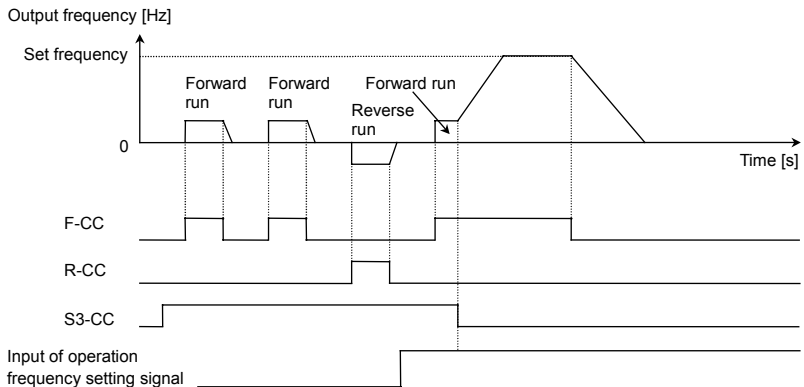 Output frequency [Hz]
Set frequency
Forward run
Forward run
Forward run
Reverse run
0
Time [s]
F-CC
R-CC
S3-CC
Input of operation
frequency setting signal